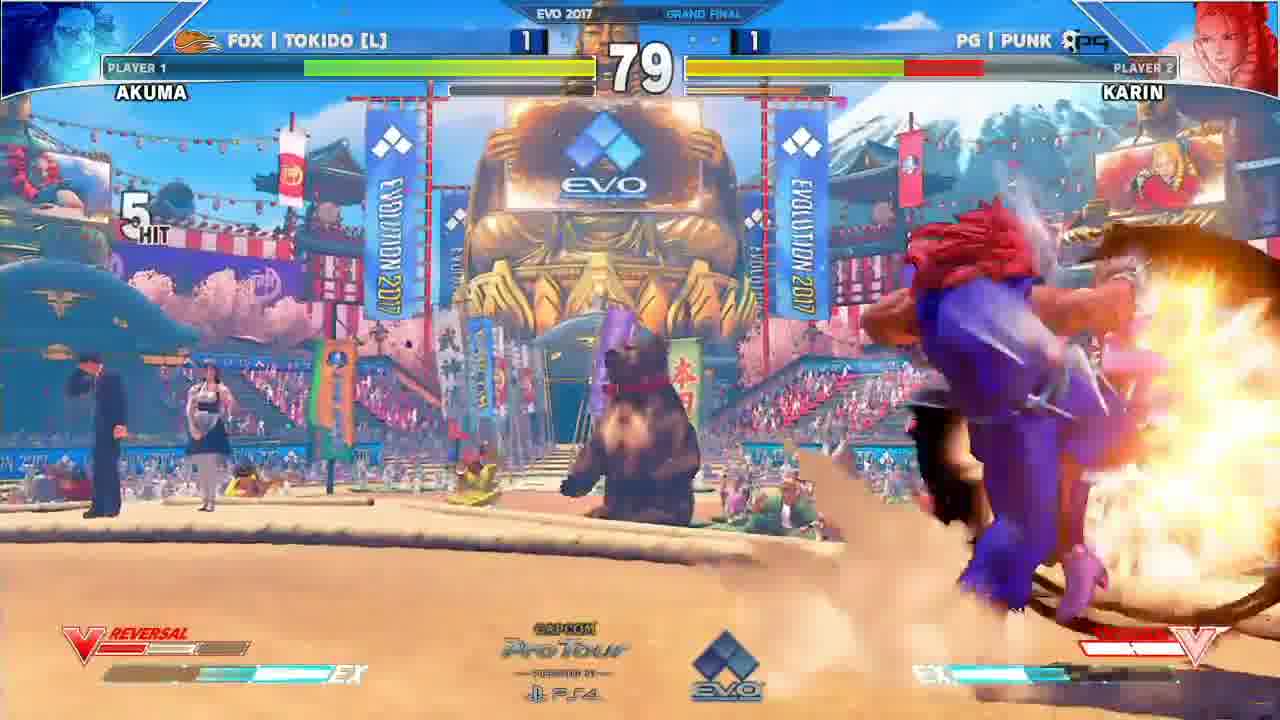 EVO 2017 GRAND FINAL
FOX | TOKIDO [L] 1 79 1 PG | PUNK
PLAYER 1 PLAYER 2
AKUMA KARIN
EVO
EVOLUTION 2017
EVOLUTION 2017
5 HIT
REVERSAL
EX EX
CAPCOM
Pro Tour
PS4
EVO